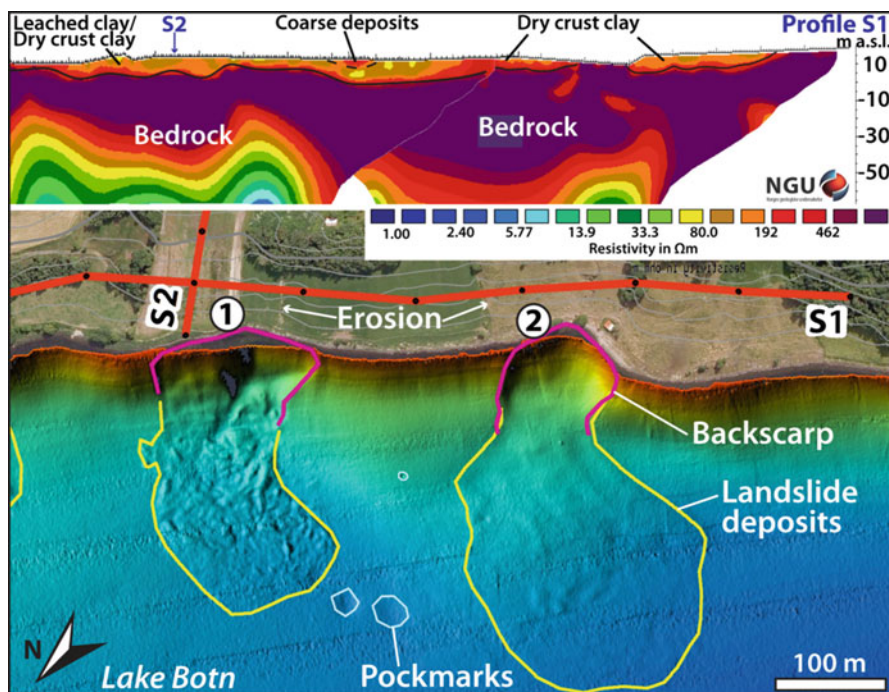 Leached clay/
Dry crust clay
S2
Coarse deposits
Dry crust clay
Profile S1
m a.s.l.
10
-10
-30
-50
Bedrock
Bedrock
NGU
1.00 2.40 5.77 13.9 33.3 80.0 192 462
Resistivity in Ωm
S2
1
Erosion
2
S1
Backscarp
Landslide
deposits
N
Lake Botn
Pockmarks
100 m